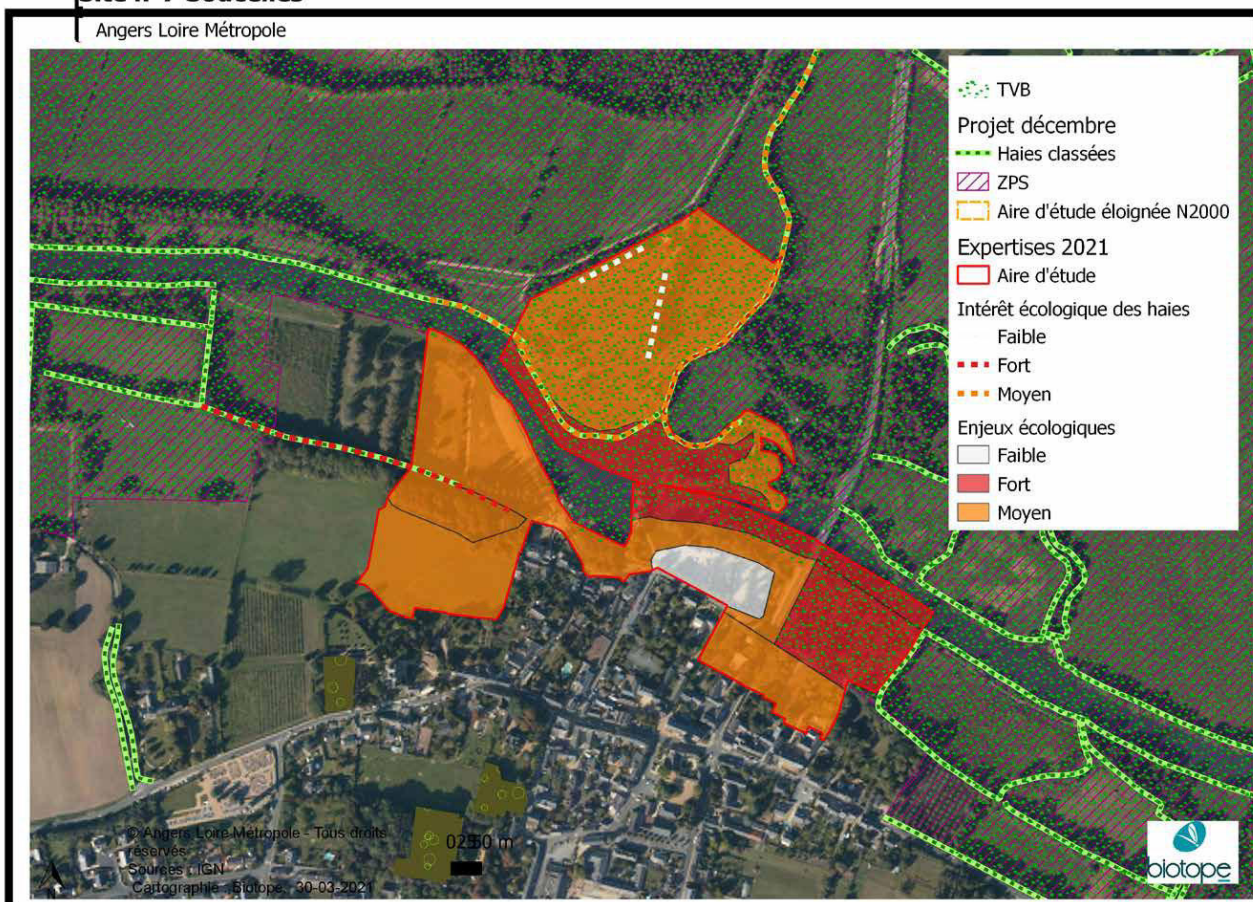 Angers Loire Métropole
TVB
Projet décembre
Haies classées
ZPS
Aire d'étude éloignée N2000
Expertises 2021
Aire d'étude
Intérêt écologique des haies
Faible
Fort
Moyen
Enjeux écologiques
Faible
Fort
Moyen
© Angers Loire Métropole - Tous droits
réservés
Sources : IGN
Cartographie : Biotope, 30-03-2021
N
biotope